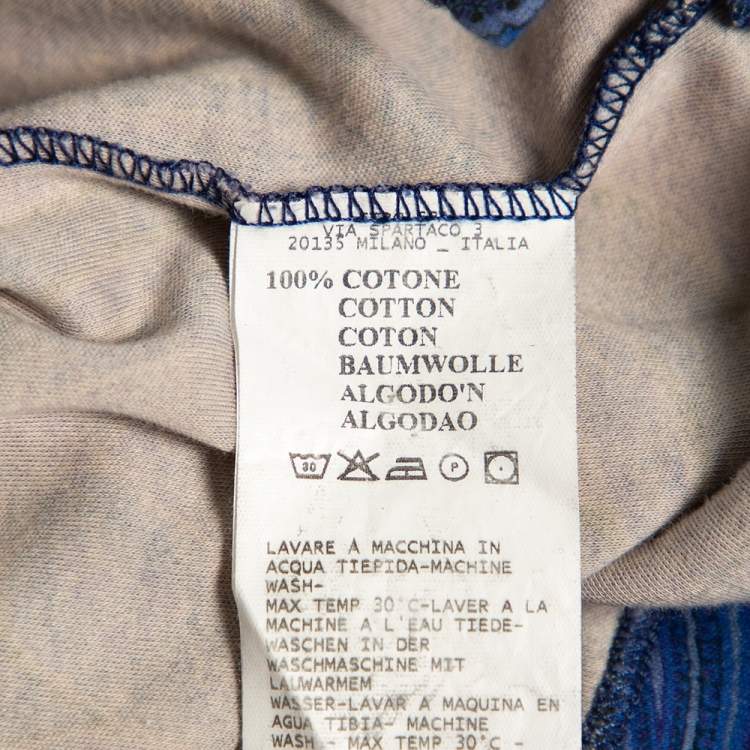 VIA SPARTACO 3
20135 MILANO _ ITALIA
100% COTONE
COTTON
COTON
BAUMWOLLE
ALGODO'N
ALGODAO
30 P
LAVARE A MACCHINA IN
ACQUA TIEPIDA-MACHINE
WASH-
MAX TEMP 30°C-LAVER A LA
MACHINE A L'EAU TIEDE-
WASCHEN IN DER
WASCHMASCHINE MIT
LAUWARMEM
WASSER-LAVAR A MAQUINA EN
AGUA TIBIA- MACHINE
WASH - MAX TEMP 30°C -